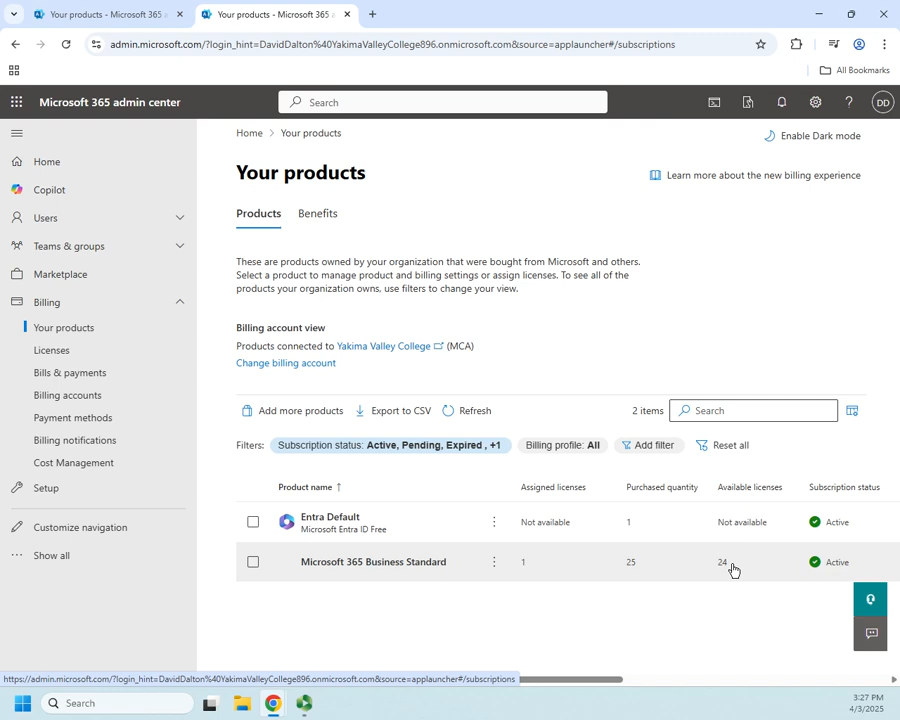 Your products - Microsoft 365 a
Your products - Microsoft 365 a
admin.microsoft.com/?login_hint=DavidDalton%40YakimaValleyCollege896.onmicrosoft.com&source=applauncher#/subscriptions
All Bookmarks
Microsoft 365 admin center
Search
DD
Home
Copilot
Users
Teams & groups
Marketplace
Billing
Your products
Licenses
Bills & payments
Billing accounts
Payment methods
Billing notifications
Cost Management
Setup
Customize navigation
Show all
Home > Your products
Enable Dark mode
Your products
Learn more about the new billing experience
Products Benefits
These are products owned by your organization that were bought from Microsoft and others.
Select a product to manage product and billing settings or assign licenses. To see all of the
products your organization owns, use filters to change your view.
Billing account view
Products connected to Yakima Valley College (MCA)
Change billing account
Add more products Export to CSV Refresh 2 items Search
Filters: Subscription status: Active, Pending, Expired , +1 Billing profile: All Add filter Reset all
Product name ↑ Assigned licenses Purchased quantity Available licenses Subscription status
Entra Default
Microsoft Entra ID Free
Not available 1 Not available Active
Microsoft 365 Business Standard 1 25 24 Active
https://admin.microsoft.com/?login_hint=DavidDalton%40YakimaValleyCollege896.onmicrosoft.com&source=applauncher#/subscriptions
Search
3:27 PM
4/3/2025